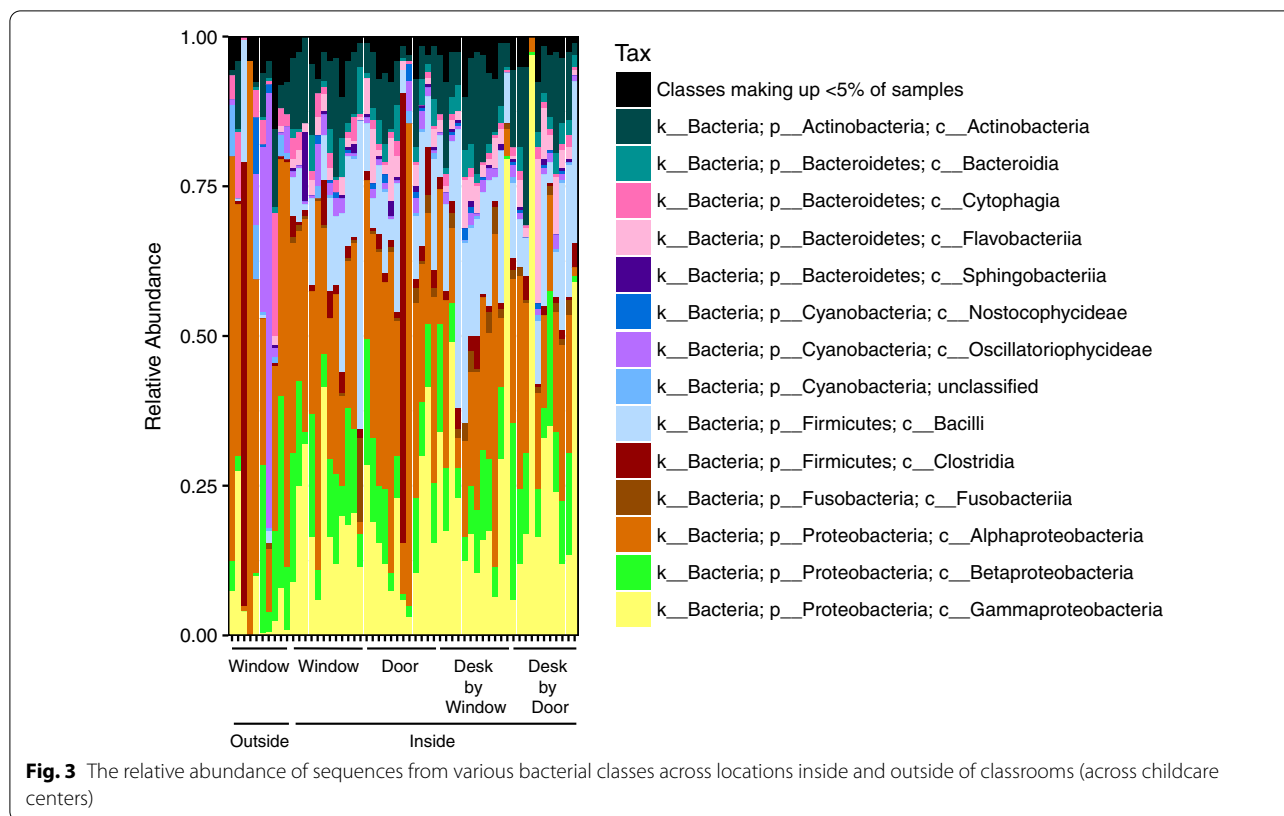 1.00
0.75
0.50
0.25
0.00
Relative Abundance
Window
Window
Door
Desk
by
Window
Desk
by
Door
Outside
Inside
Tax
Classes making up <5% of samples
k__Bacteria; p__Actinobacteria; c__Actinobacteria
k__Bacteria; p__Bacteroidetes; c__Bacteroidia
k__Bacteria; p__Bacteroidetes; c__Cytophagia
k__Bacteria; p__Bacteroidetes; c__Flavobacteriia
k__Bacteria; p__Bacteroidetes; c__Sphingobacteriia
k__Bacteria; p__Cyanobacteria; c__Nostocophycideae
k__Bacteria; p__Cyanobacteria; c__Oscillatoriophycideae
k__Bacteria; p__Cyanobacteria; unclassified
k__Bacteria; p__Firmicutes; c__Bacilli
k__Bacteria; p__Firmicutes; c__Clostridia
k__Bacteria; p__Fusobacteria; c__Fusobacteriia
k__Bacteria; p__Proteobacteria; c__Alphaproteobacteria
k__Bacteria; p__Proteobacteria; c__Betaproteobacteria
k__Bacteria; p__Proteobacteria; c__Gammaproteobacteria
Fig. 3 The relative abundance of sequences from various bacterial classes across locations inside and outside of classrooms (across childcare
centers)